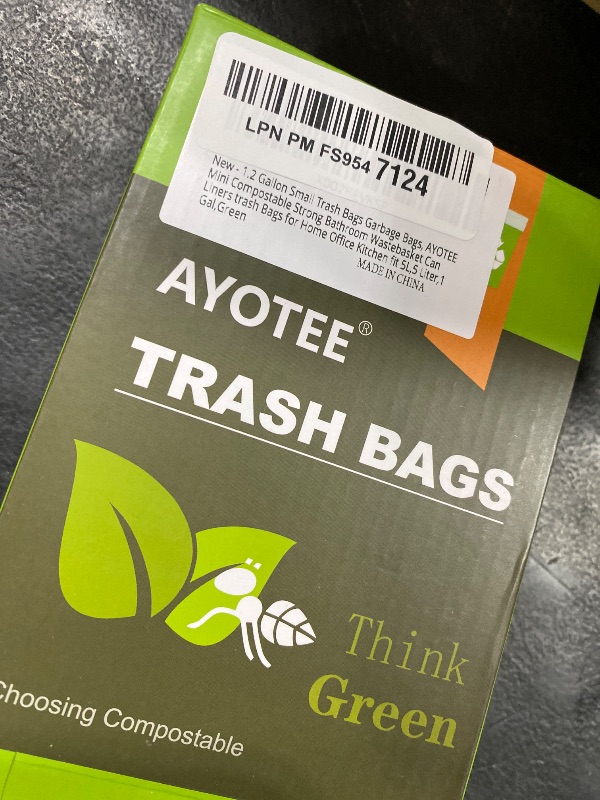 LPN PM FS954 7124
New - 1.2 Gallon Small Trash Bags Garbage Bags, AYOTEE
Mini Compostable Strong Bathroom Wastebasket Can
Liners trash Bags for Home Office Kitchen fit 5L,5 Liter,1
Gal,Green
MADE IN CHINA
AYOTEE®
TRASH BAGS
Think
Green
Choosing Compostable